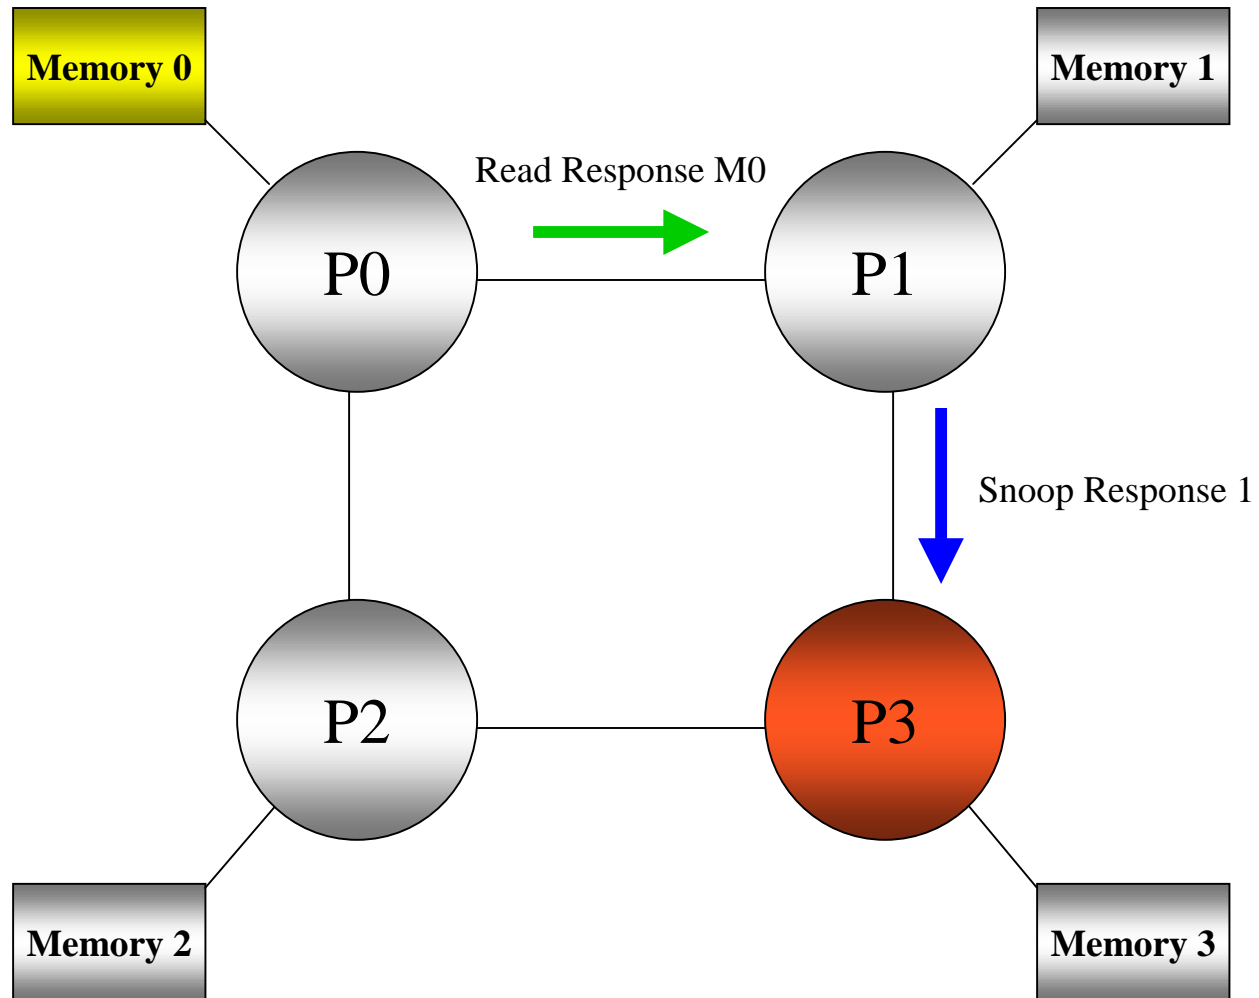 Memory 0
Memory 1
Read Response M0
P0
P1
Snoop Response 1
P2
P3
Memory 2
Memory 3